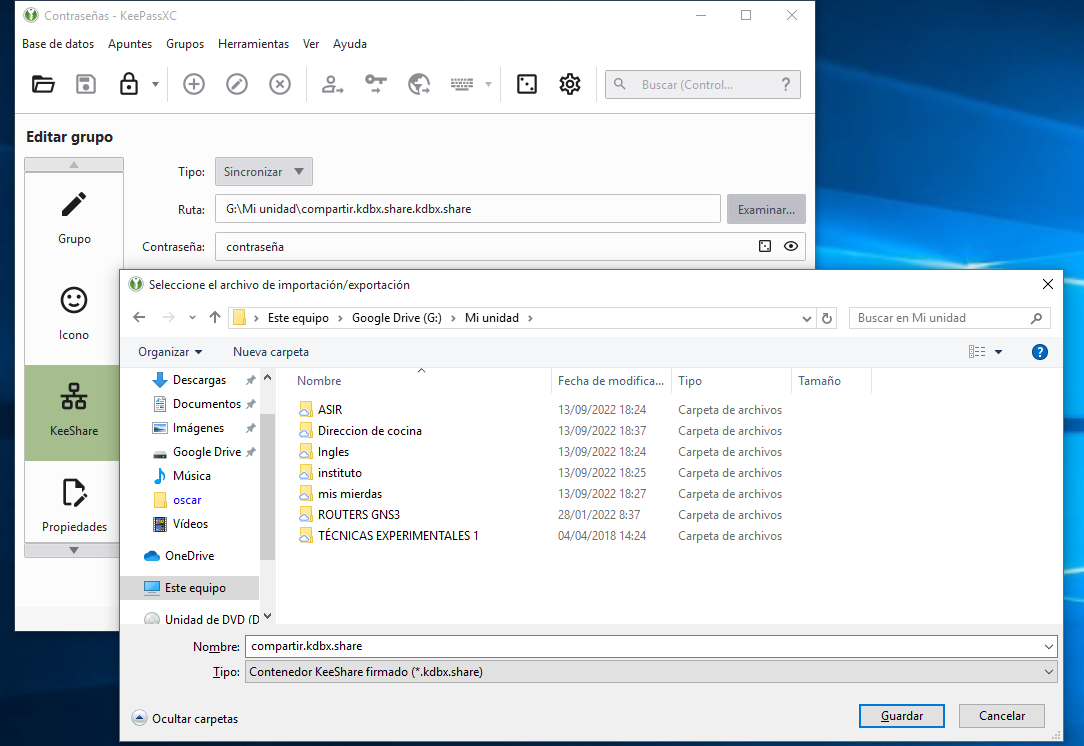 Contraseñas - KeePassXC
Base de datos Apuntes Grupos Herramientas Ver Ayuda
Buscar (Control... ?
Editar grupo
Tipo: Sincronizar
Ruta: G:\Mi unidad\compartir.kdbx.share.kdbx.share Examinar...
Contraseña: contraseña
Grupo
Icono
KeeShare
Propiedades
Seleccione el archivo de importación/exportación
Este equipo > Google Drive (G:) > Mi unidad >
Buscar en Mi unidad
Organizar Nueva carpeta ?
Descargas
Documentos
Imágenes
Google Drive
Música
oscar
Vídeos
OneDrive
Este equipo
Unidad de DVD (D
Nombre Fecha de modifica... Tipo Tamaño
ASIR 13/09/2022 18:24 Carpeta de archivos
Direccion de cocina 13/09/2022 18:37 Carpeta de archivos
Ingles 13/09/2022 18:24 Carpeta de archivos
instituto 13/09/2022 18:25 Carpeta de archivos
mis mierdas 13/09/2022 18:27 Carpeta de archivos
ROUTERS GNS3 28/01/2022 8:37 Carpeta de archivos
TÉCNICAS EXPERIMENTALES 1 04/04/2018 14:24 Carpeta de archivos
Nombre: compartir.kdbx.share
Tipo: Contenedor KeeShare firmado (*.kdbx.share)
Ocultar carpetas
Guardar Cancelar